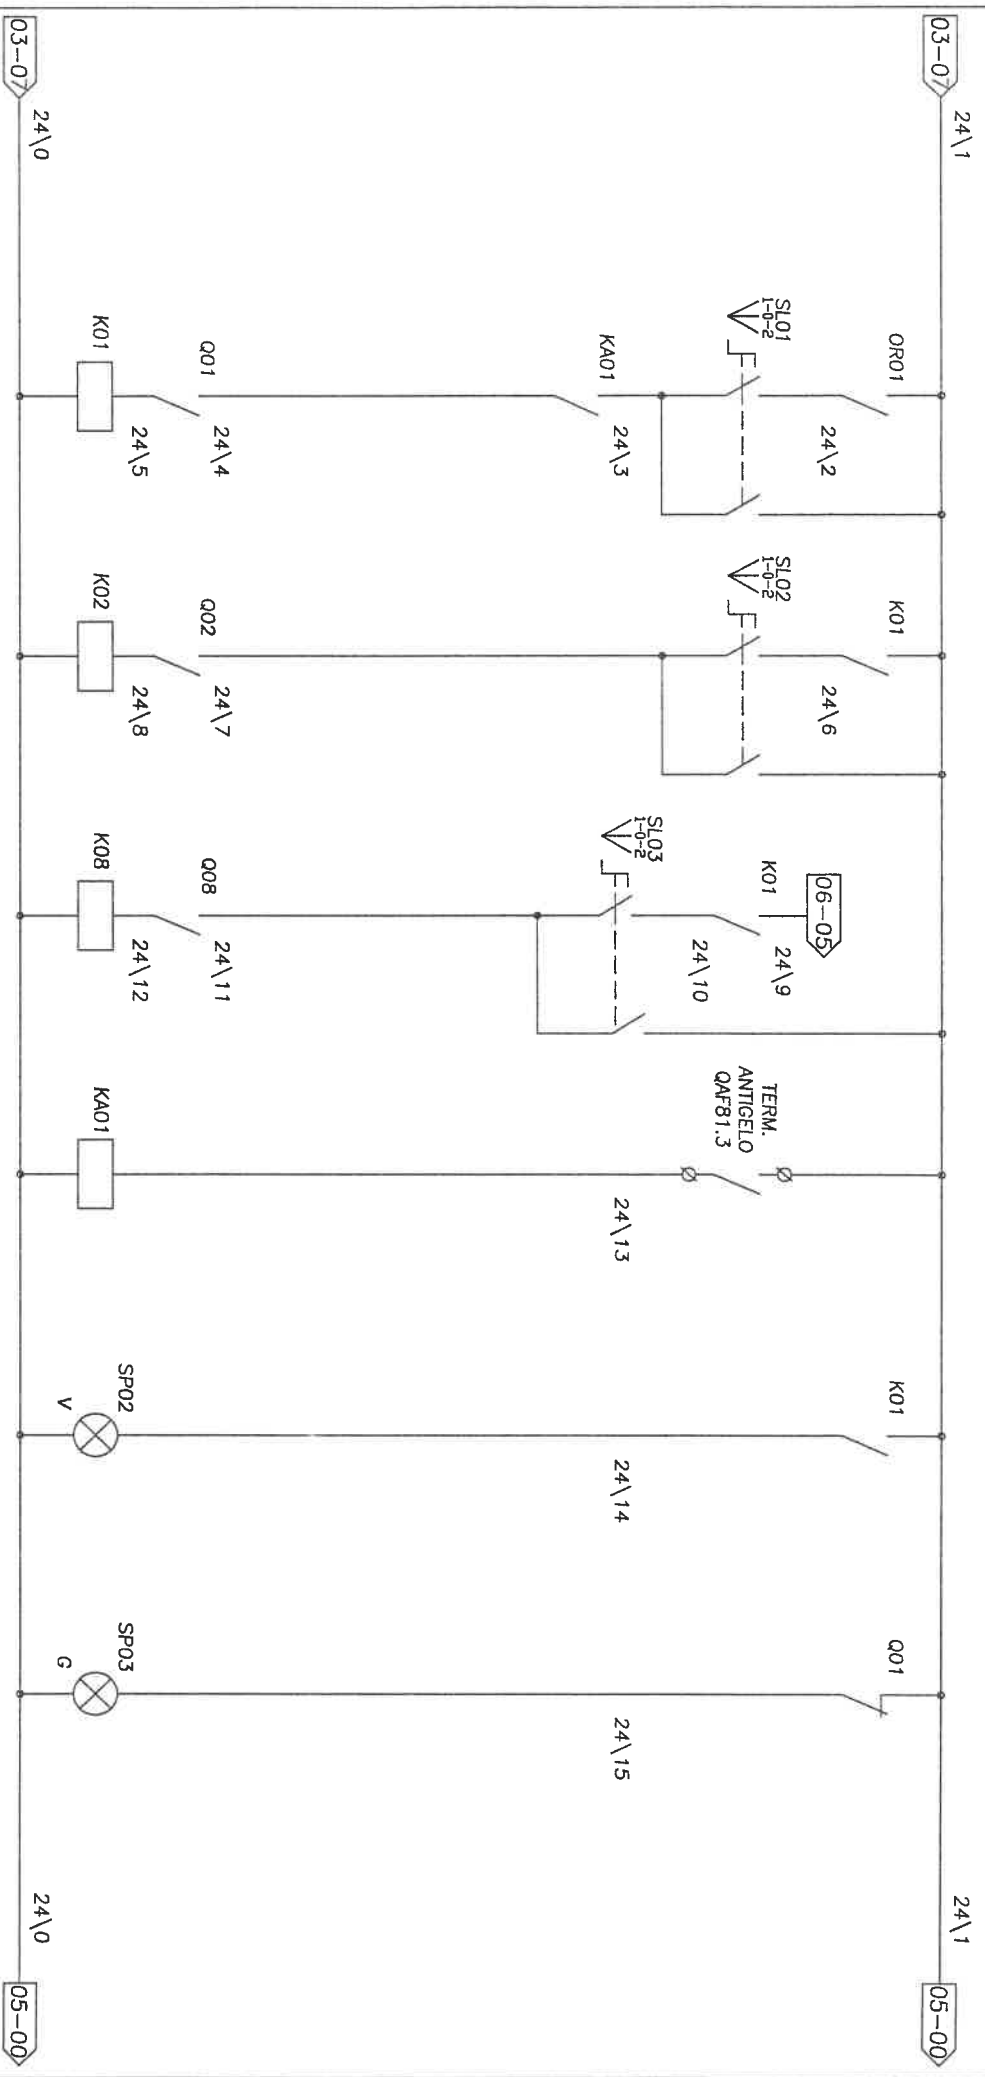 03-07
24\1
24\1
05-00
OR01
K01
K01
Q01
24\2
24\6
06-05
SL01
1-0-2
SL02
1-0-2
K01
24\9
TERM.
ANTIGELO
QAF81.3
SL03
1-0-2
24\10
KA01
24\3
24\13
24\14
24\15
Q01
24\4
Q02
24\7
Q08
24\11
24\5
24\8
24\12
K01
K02
K08
KA01
SP02
V
SP03
G
03-07
24\0
24\0
05-00